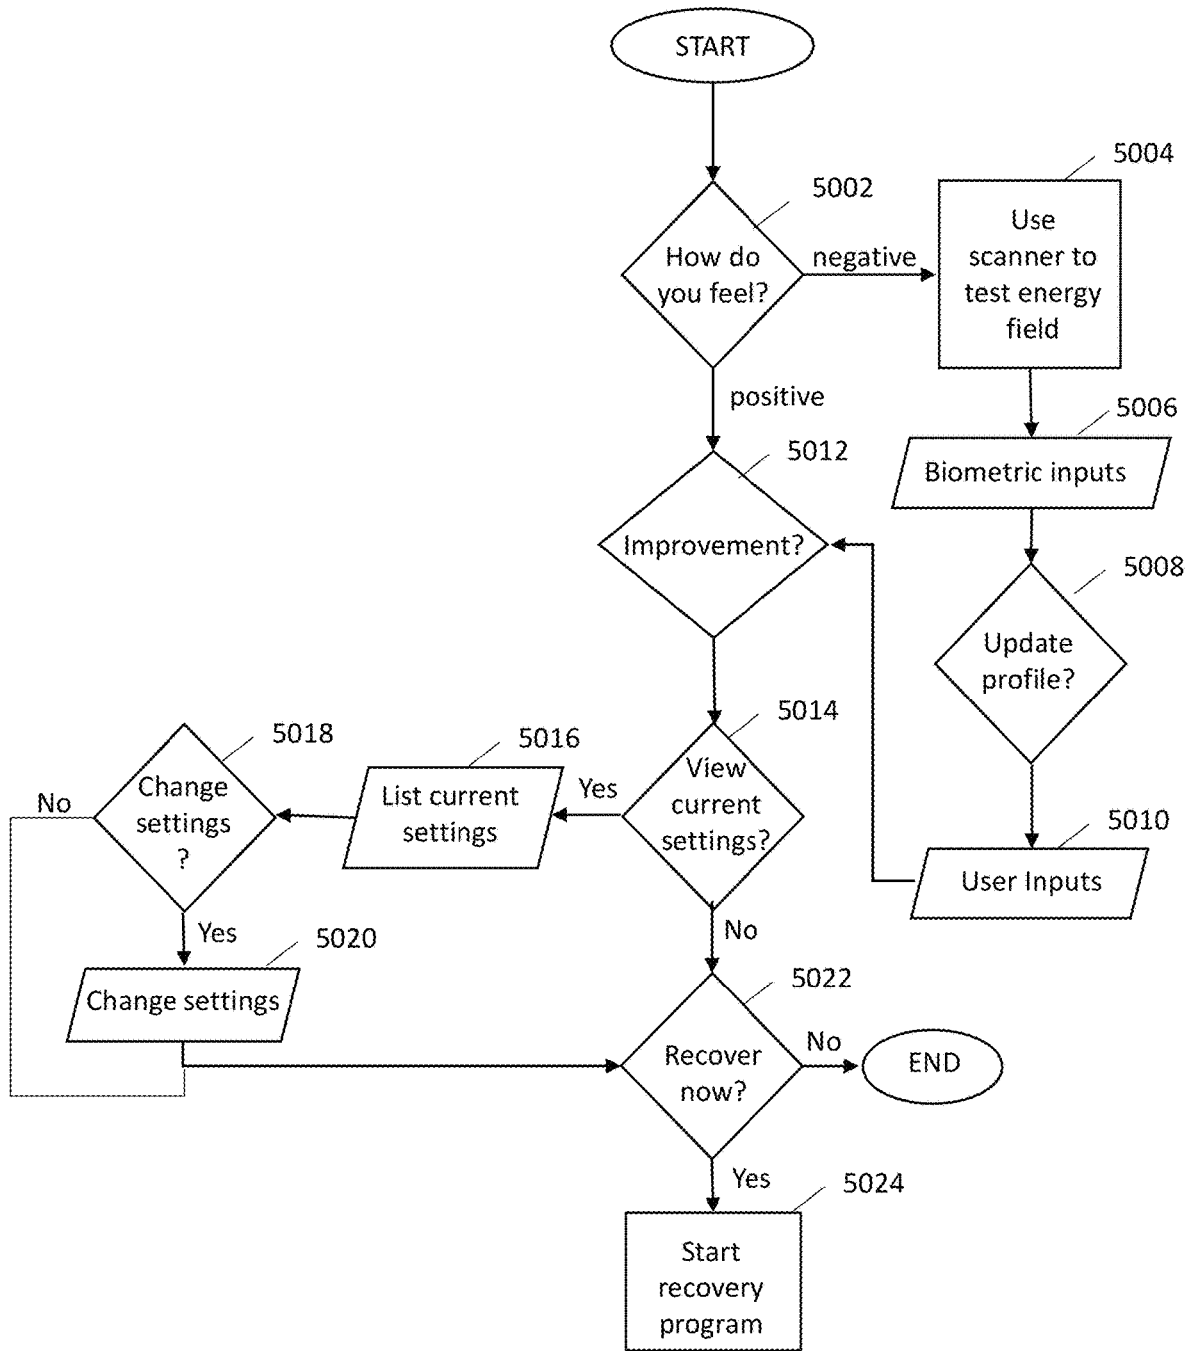 START
5002
5004
How do
you feel?
negative
Use
scanner to
test energy
field
positive
5006
Biometric inputs
5012
Improvement?
5008
Update
profile?
5014
View
current
settings?
5018
Change
settings
?
5016
List current
settings
Yes
No
5010
User Inputs
Yes
5020
Change settings
No
5022
Recover
now?
No
END
Yes
5024
Start
recovery
program